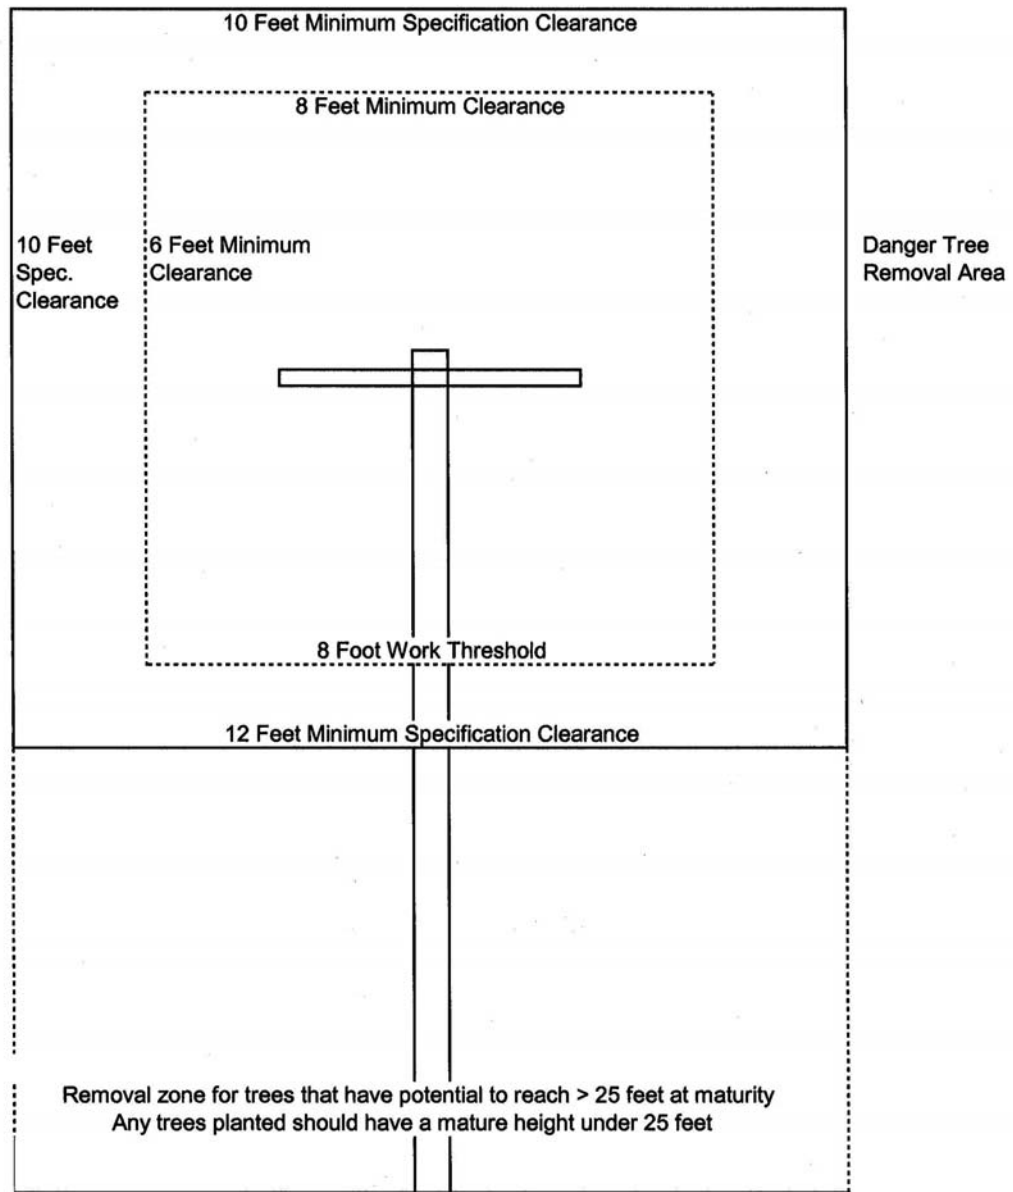 10 Feet Minimum Specification Clearance
8 Feet Minimum Clearance
10 Feet
Spec.
Clearance
6 Feet Minimum
Clearance
Danger Tree
Removal Area
8 Foot Work Threshold
12 Feet Minimum Specification Clearance
Removal zone for trees that have potential to reach > 25 feet at maturity
Any trees planted should have a mature height under 25 feet